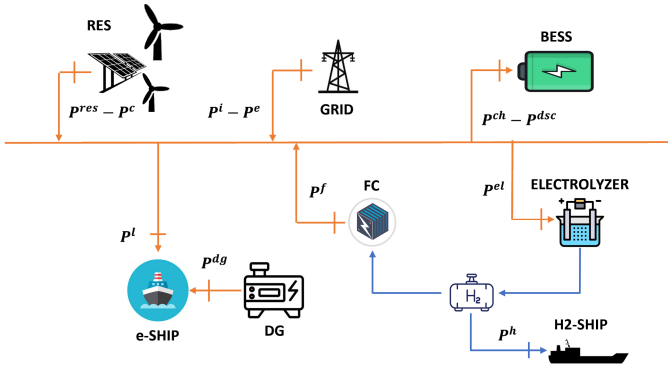 RES
BESS
GRID
P^res − P^c
P^i − P^e
P^ch − P^dsc
P^f
FC
P^el
ELECTROLYZER
+ −
P^l
P^dg
H2
e-SHIP
DG
P^h
H2-SHIP